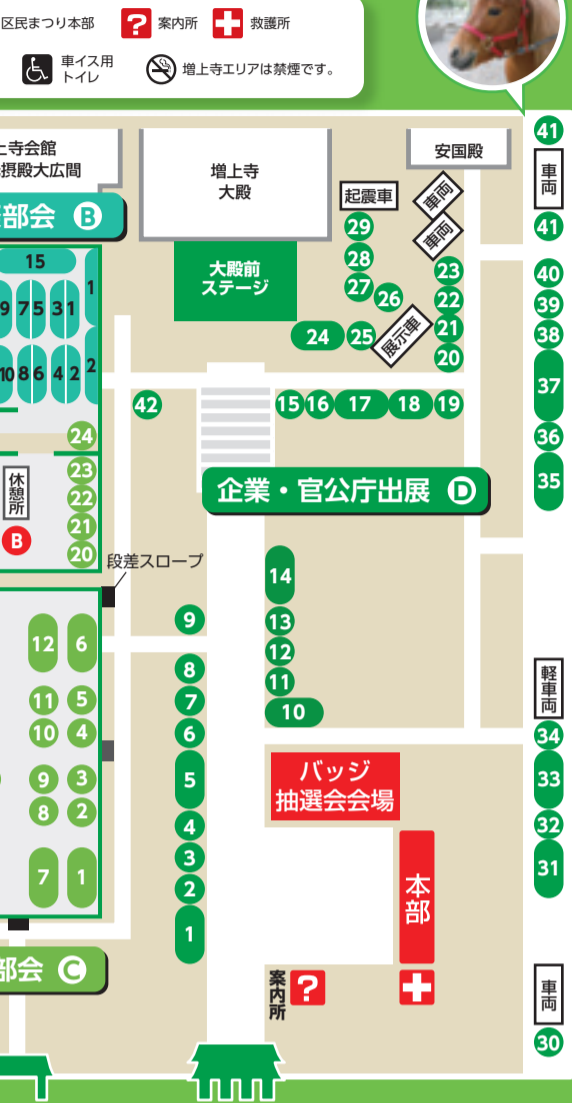 区民まつり本部
? 案内所
救護所
車イス用
トイレ
増上寺エリアは禁煙です。
上寺会館
摂殿大広間
増上寺
大殿
安国殿
41
車両
41
起震車
車両
車両
部会 B
大殿前
ステージ
29
28
27
26
24
25
展示車
23
22
21
20
40
39
38
37
36
35
15
9 7 5 3 1
1
10 8 6 4 2
2
42
15 16 17 18 19
24
23
22
21
20
休憩所
B
企業・官公庁出展 D
段差スロープ
14
13
12
11
10
9
8
7
6
5
4
3
2
1
12 6
11 5
10 4
9 3
8 2
7 1
軽車両
34
33
32
31
バッジ
抽選会会場
本部
部会 C
案内所
?
車両
30